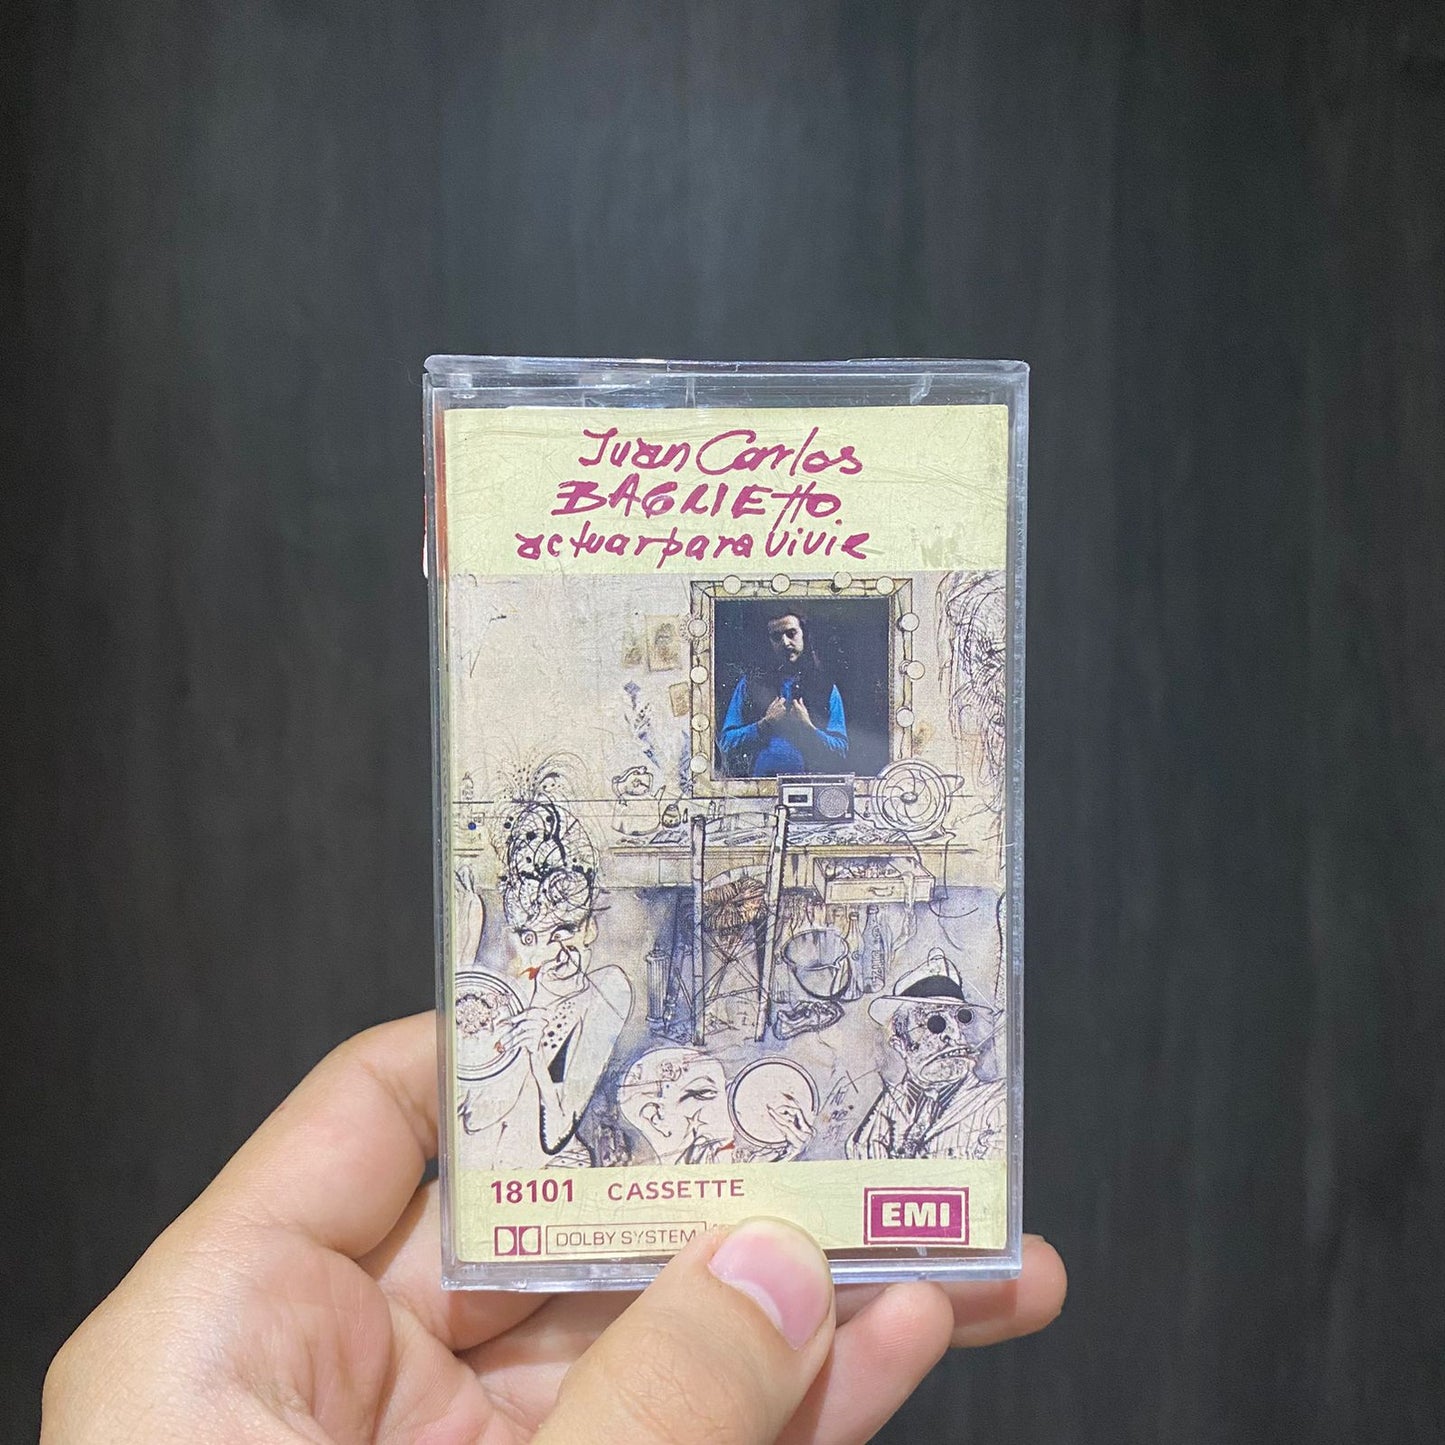 Juan Carlos
BAGLIETTO
actuar para vivir
18101 CASSETTE
EMI
DOLBY SYSTEM